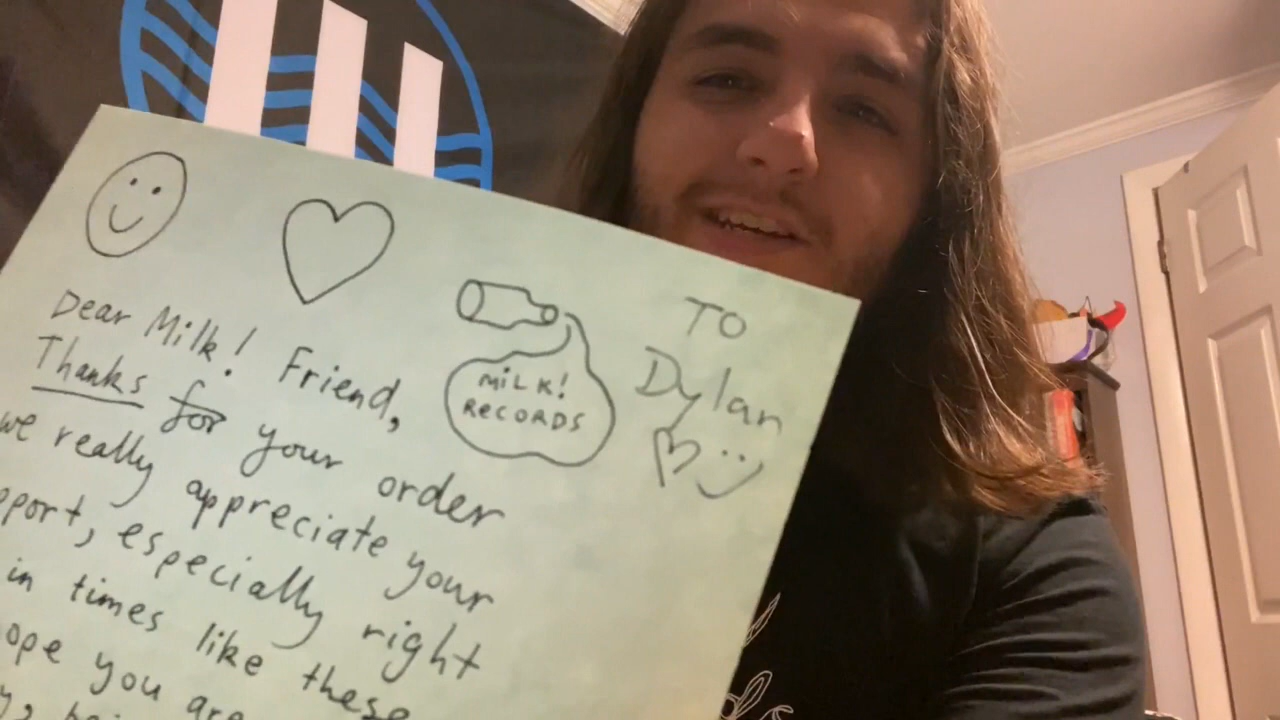 Dear Milk! Friend,
Thanks for your order
we really appreciate your
pport, especially right
in times like these
ope you are
MiLK!
RECORDS
TO
Dylan